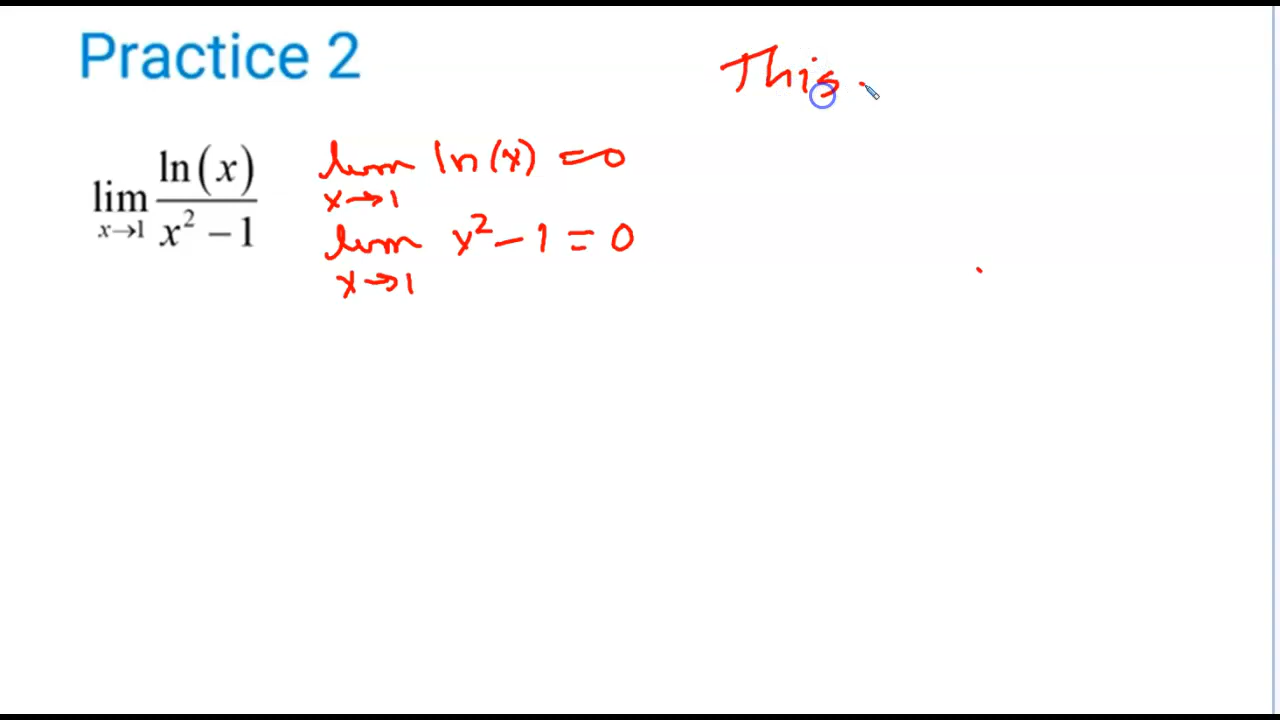 Practice 2
This
lim x→1 ln(x)/(x² − 1)
lim x→1 ln(x) = 0
lim x→1 x² − 1 = 0